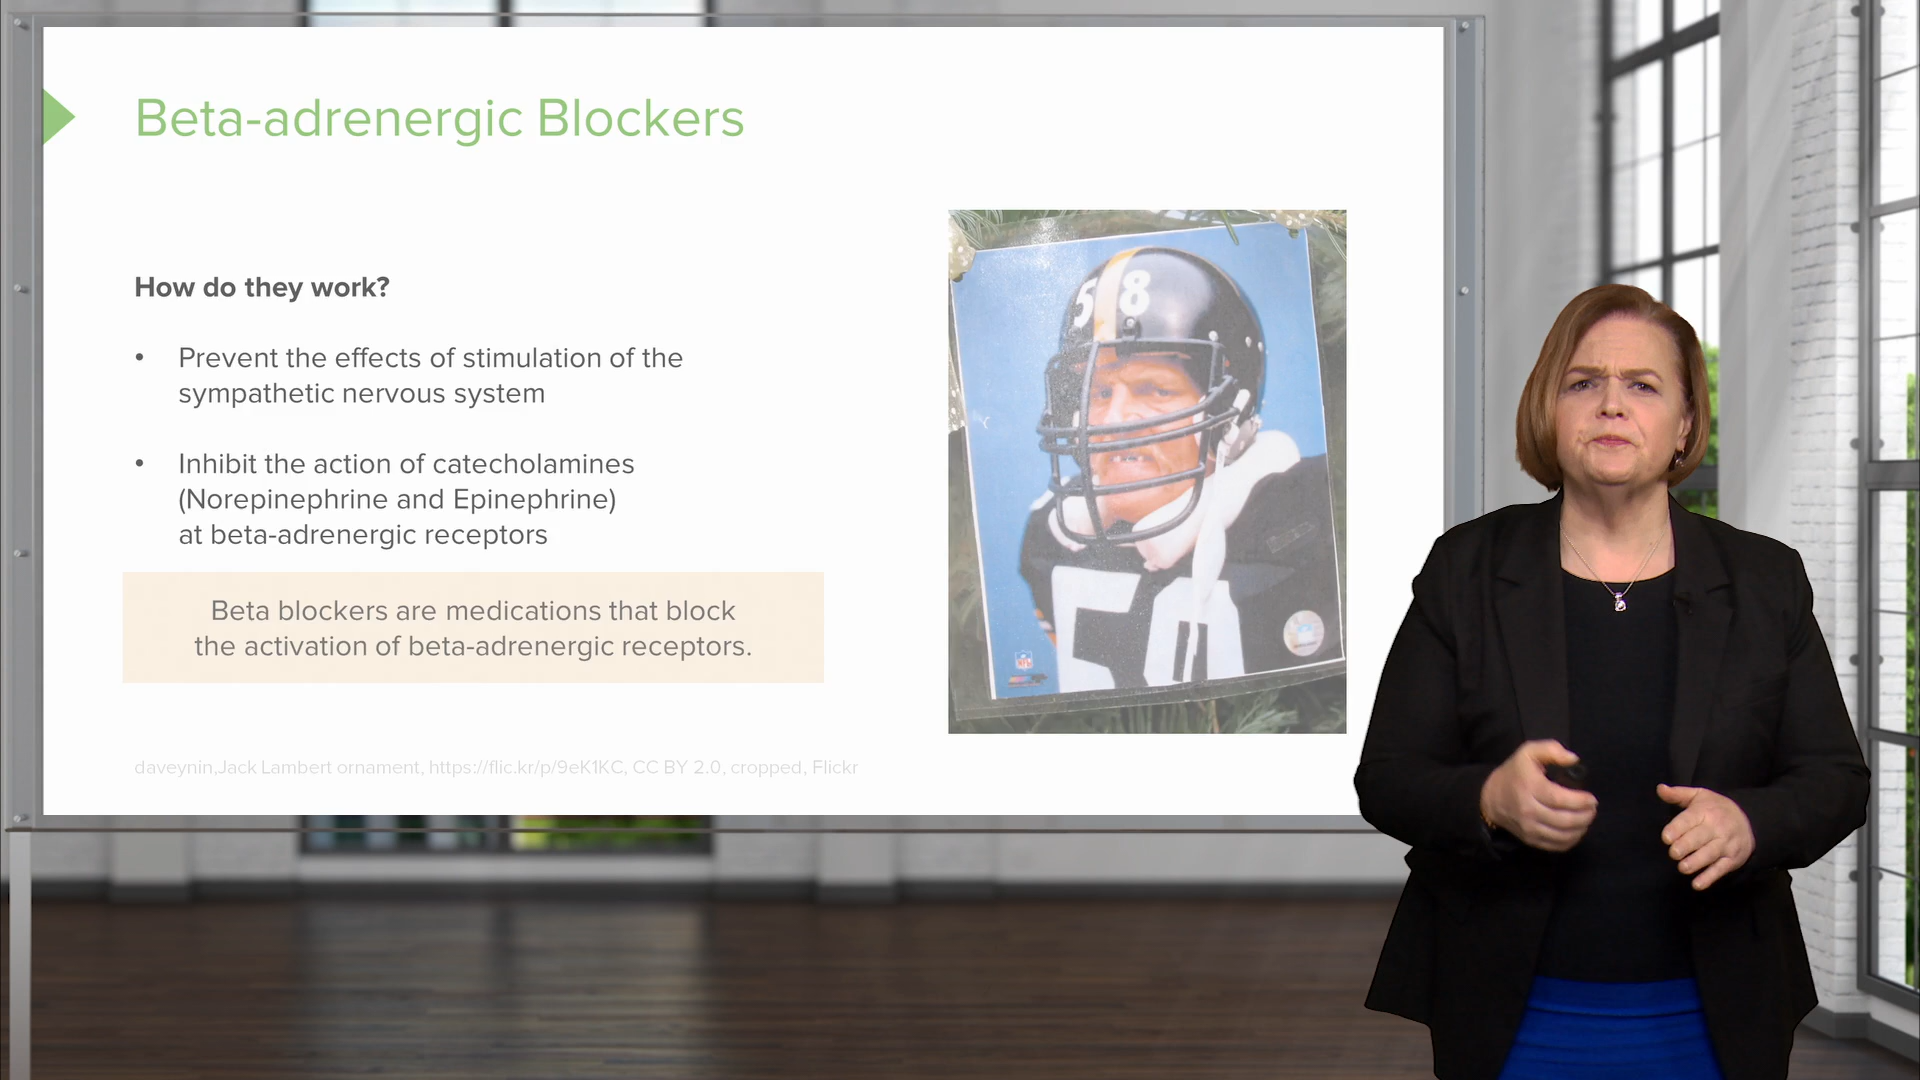 Beta-adrenergic Blockers
How do they work?
• Prevent the effects of stimulation of the
sympathetic nervous system
• Inhibit the action of catecholamines
(Norepinephrine and Epinephrine)
at beta-adrenergic receptors
Beta blockers are medications that block
the activation of beta-adrenergic receptors.
58
58
NFL
daveynin,Jack Lambert ornament, https://flic.kr/p/9eK1KC, CC BY 2.0, cropped, Flickr